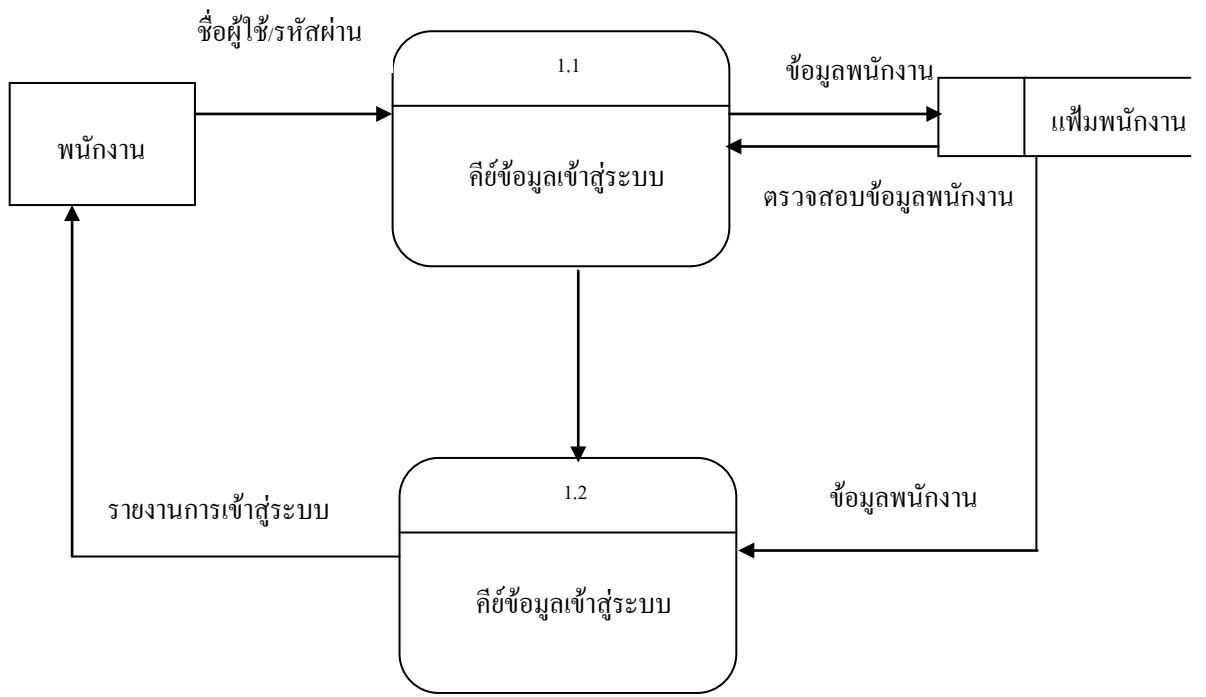 ชื่อผู้ใช้/รหัสผ่าน
1.1
ข้อมูลพนักงาน
แฟ้มพนักงาน
พนักงาน
คีย์ข้อมูลเข้าสู่ระบบ
ตรวจสอบข้อมูลพนักงาน
1.2
ข้อมูลพนักงาน
รายงานการเข้าสู่ระบบ
คีย์ข้อมูลเข้าสู่ระบบ